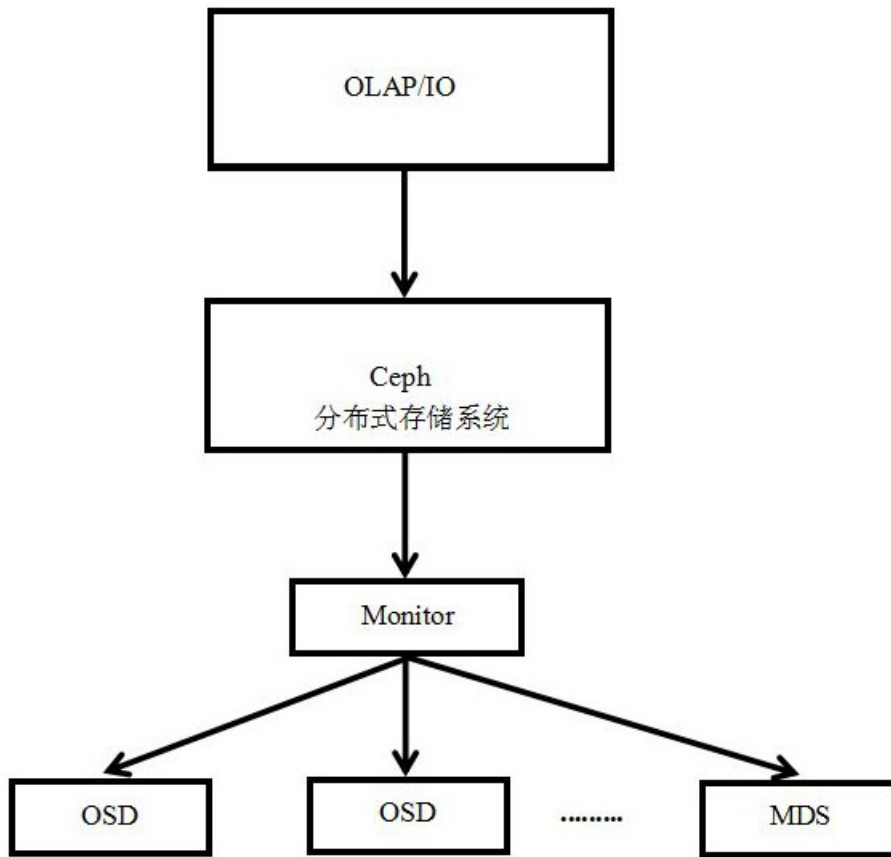 OLAP/IO
Ceph
分布式存储系统
Monitor
OSD
OSD
.........
MDS